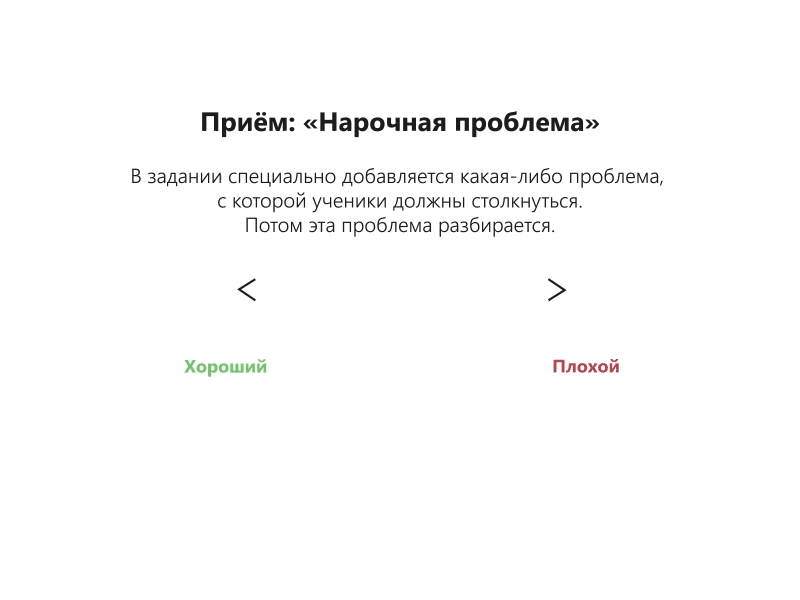 Приём: «Нарочная проблема»
В задании специально добавляется какая-либо проблема,
с которой ученики должны столкнуться.
Потом эта проблема разбирается.
< >
Хороший Плохой